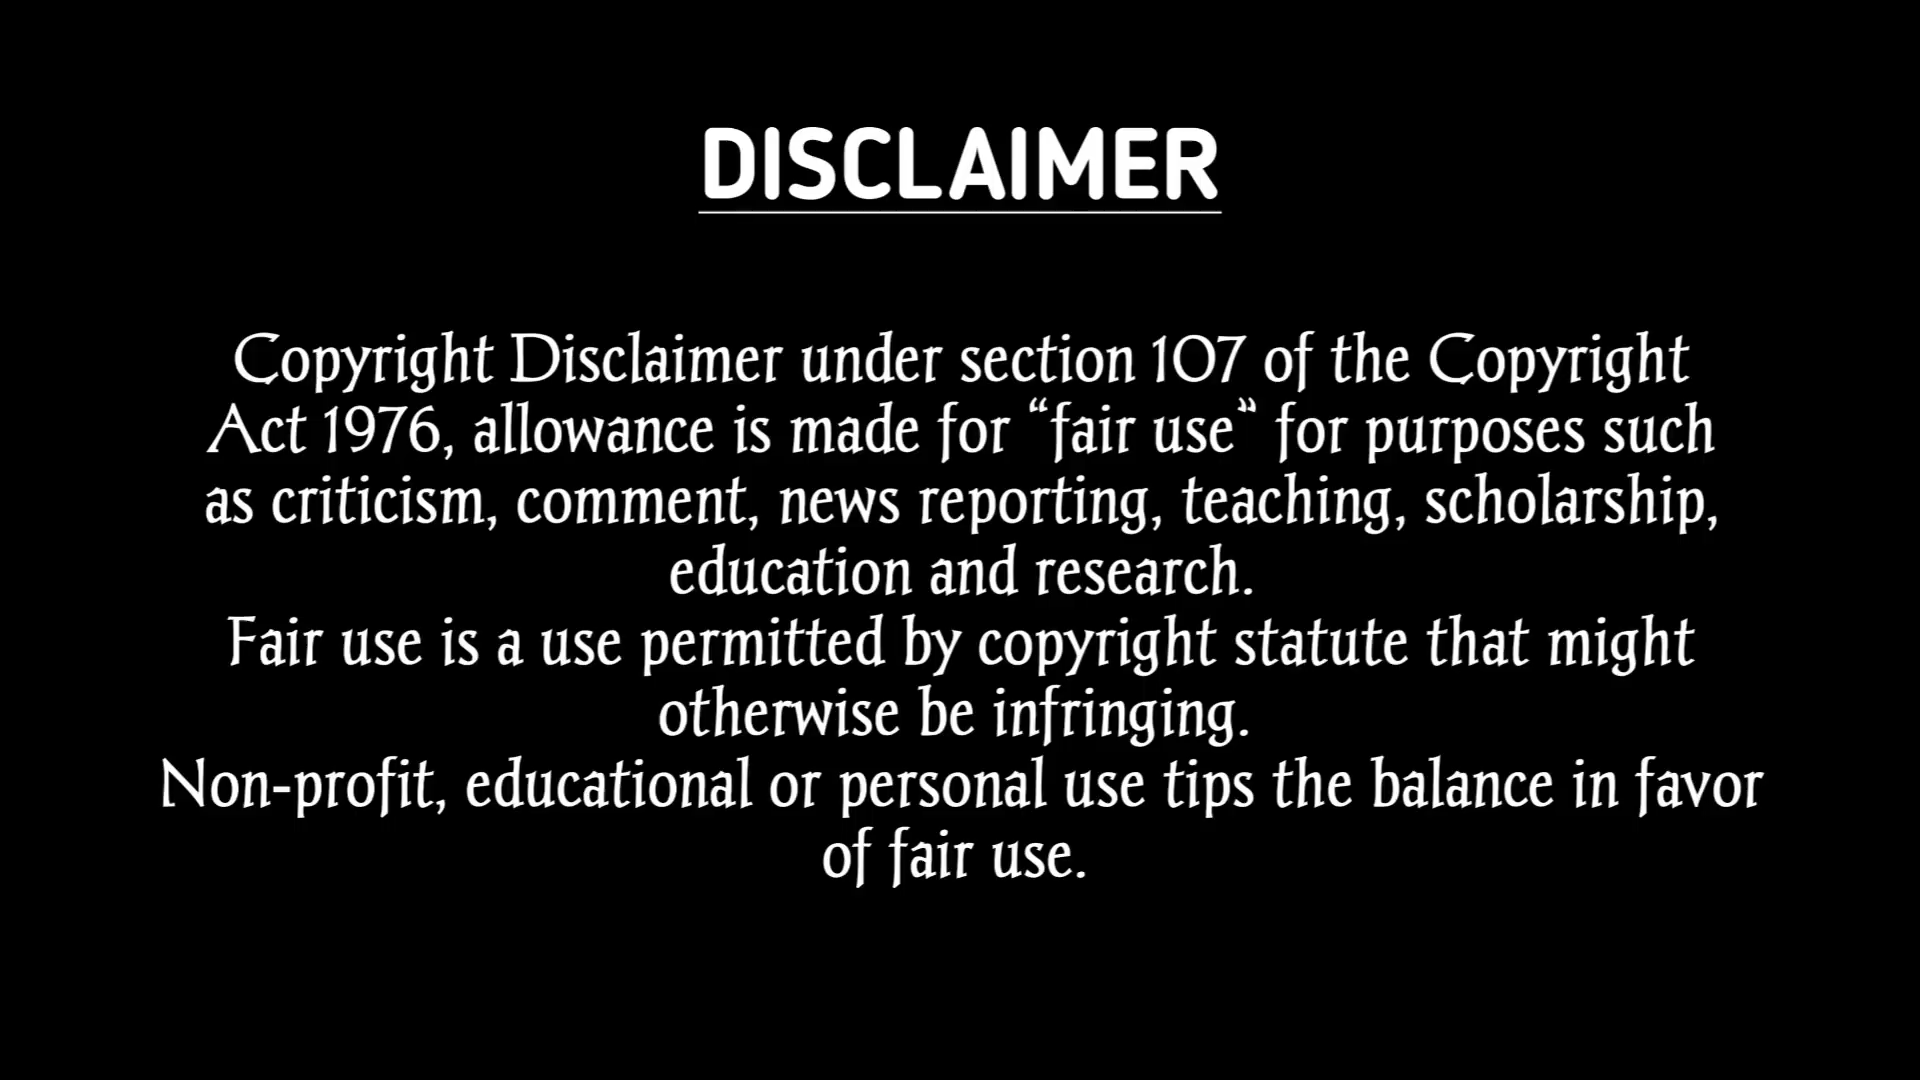 DISCLAIMER
Copyright Disclaimer under section 107 of the Copyright
Act 1976, allowance is made for “fair use” for purposes such
as criticism, comment, news reporting, teaching, scholarship,
education and research.
Fair use is a use permitted by copyright statute that might
otherwise be infringing.
Non-profit, educational or personal use tips the balance in favor
of fair use.